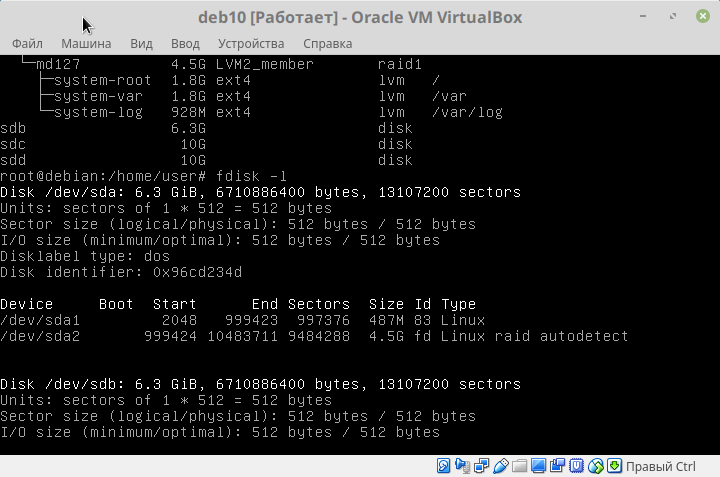 deb10 [Работает] - Oracle VM VirtualBox
Файл Машина Вид Ввод Устройства Справка
└─md127 4.5G LVM2_member raid1
├─system-root 1.8G ext4 lvm /
├─system-var 1.8G ext4 lvm /var
└─system-log 928M ext4 lvm /var/log
sdb 6.3G disk
sdc 10G disk
sdd 10G disk
root@debian:/home/user# fdisk -l
Disk /dev/sda: 6.3 GiB, 6710886400 bytes, 13107200 sectors
Units: sectors of 1 * 512 = 512 bytes
Sector size (logical/physical): 512 bytes / 512 bytes
I/O size (minimum/optimal): 512 bytes / 512 bytes
Disklabel type: dos
Disk identifier: 0x96cd234d
Device Boot Start End Sectors Size Id Type
/dev/sda1 2048 999423 997376 487M 83 Linux
/dev/sda2 999424 10483711 9484288 4.5G fd Linux raid autodetect
Disk /dev/sdb: 6.3 GiB, 6710886400 bytes, 13107200 sectors
Units: sectors of 1 * 512 = 512 bytes
Sector size (logical/physical): 512 bytes / 512 bytes
I/O size (minimum/optimal): 512 bytes / 512 bytes
Правый Ctrl